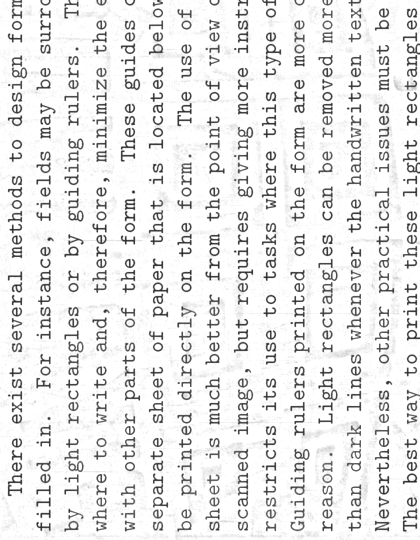 There exist several methods to design form
filled in. For instance, fields may be surro
by light rectangles or by guiding rulers. Th
where to write and, therefore, minimize the e
with other parts of the form. These guides
separate sheet of paper that is located below
be printed directly on the form. The use of
sheet is much better from the point of view
scanned image, but requires giving more instr
restricts its use to tasks where this type of
Guiding rulers printed on the form are more
reason. Light rectangles can be removed more
than dark lines whenever the handwritten text
Nevertheless, other practical issues must be
The best way to print these light rectangles